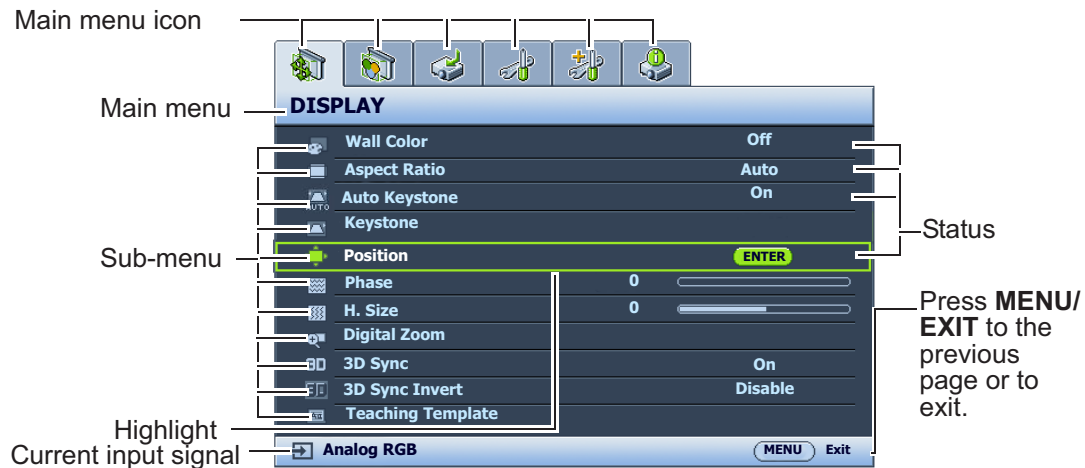 Main menu icon
Main menu
DISPLAY
Wall Color Off
Aspect Ratio Auto
AUTO
Auto Keystone On
Keystone
Status
Sub-menu
Position ENTER
Phase 0
H. Size 0
Digital Zoom
3D
3D Sync On
3D Sync Invert Disable
Teaching Template
Press MENU/
EXIT to the
previous
page or to
exit.
Highlight
Current input signal
Analog RGB MENU Exit